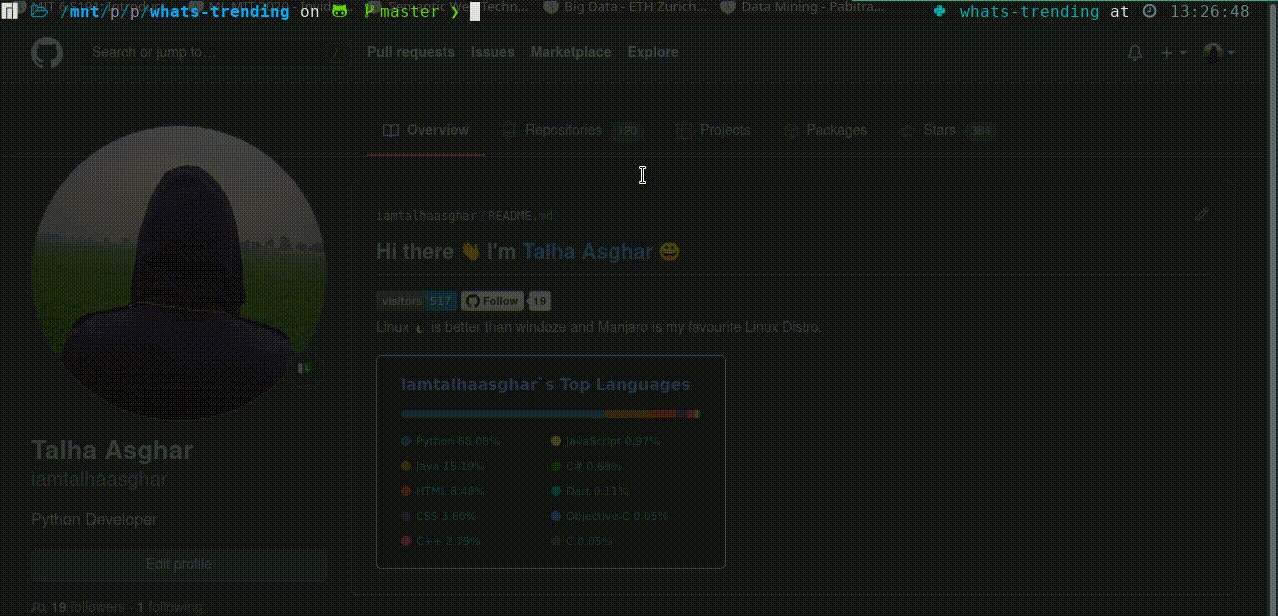 /mnt/p/p/whats-trending on master ❯ whats-trending at 13:26:48
Big Data - ETH Zurich... Data Mining - Pabitra...
Search or jump to... / Pull requests Issues Marketplace Explore
Overview Repositories 120 Projects Packages Stars 384
iamtalhaasghar/README.md
Hi there 👋 I'm Talha Asghar 😀
visitors 517 Follow 19
Linux ⏾ is better than windoze and Manjaro is my favourite Linux Distro.
Iamtalhaasghar`s Top Languages
Python 68.08% JavaScript 0.97%
Java 15.19% C# 0.69%
HTML 8.48% Dart 0.11%
CSS 3.60% Objective-C 0.05%
C++ 2.79% C 0.05%
Talha Asghar
iamtalhaasghar
Python Developer
Edit profile
19 followers · 1 following